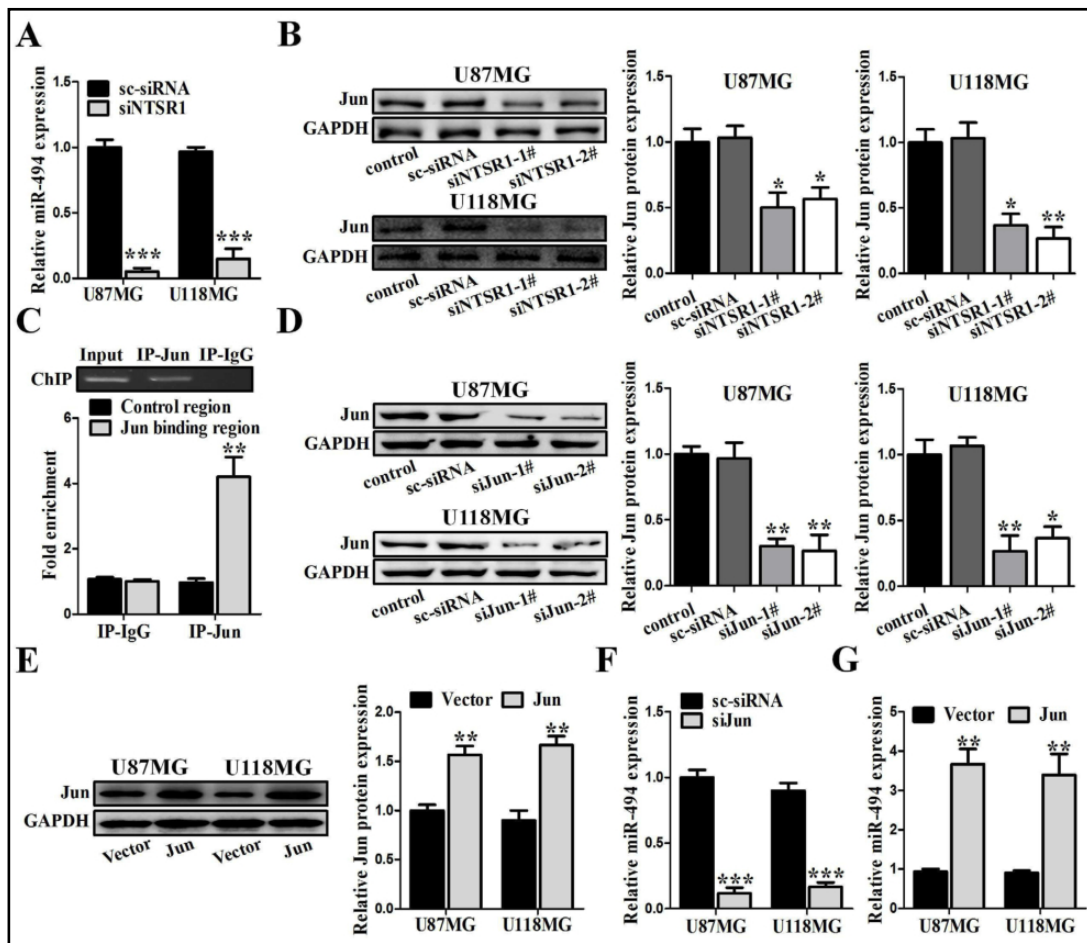 A
Relative miR-494 expression
1.5
1.0
0.5
0.0
sc-siRNA
siNTSR1
***
***
U87MG U118MG
B
U87MG
Jun
GAPDH
control sc-siRNA siNTSR1-1# siNTSR1-2#
U118MG
Jun
GAPDH
control sc-siRNA siNTSR1-1# siNTSR1-2#
U87MG
Relative Jun protein expression
1.5
1.0
0.5
0.0
*
*
control sc-siRNA siNTSR1-1# siNTSR1-2#
U118MG
Relative Jun protein expression
1.5
1.0
0.5
0.0
*
**
control sc-siRNA siNTSR1-1# siNTSR1-2#
C
Input IP-Jun IP-IgG
ChIP
Control region
Jun binding region
Fold enrichment
6
4
2
0
**
IP-IgG IP-Jun
D
U87MG
Jun
GAPDH
control sc-siRNA siJun-1# siJun-2#
U118MG
Jun
GAPDH
control sc-siRNA siJun-1# siJun-2#
U87MG
Relative Jun protein expression
1.5
1.0
0.5
0.0
**
**
control sc-siRNA siJun-1# siJun-2#
U118MG
Relative Jun protein expression
1.5
1.0
0.5
0.0
**
*
control sc-siRNA siJun-1# siJun-2#
E
U87MG U118MG
Jun
GAPDH
Vector Jun Vector Jun
Vector Jun
Relative Jun protein expression
2.0
1.5
1.0
1.5
0.0
**
**
U87MG U118MG
F
sc-siRNA
siJun
Relative miR-494 expression
1.5
1.0
0.5
0.0
***
***
U87MG U118MG
G
Vector Jun
Relative miR-494 expression
5
4
3
2
1
0
**
**
U87MG U118MG